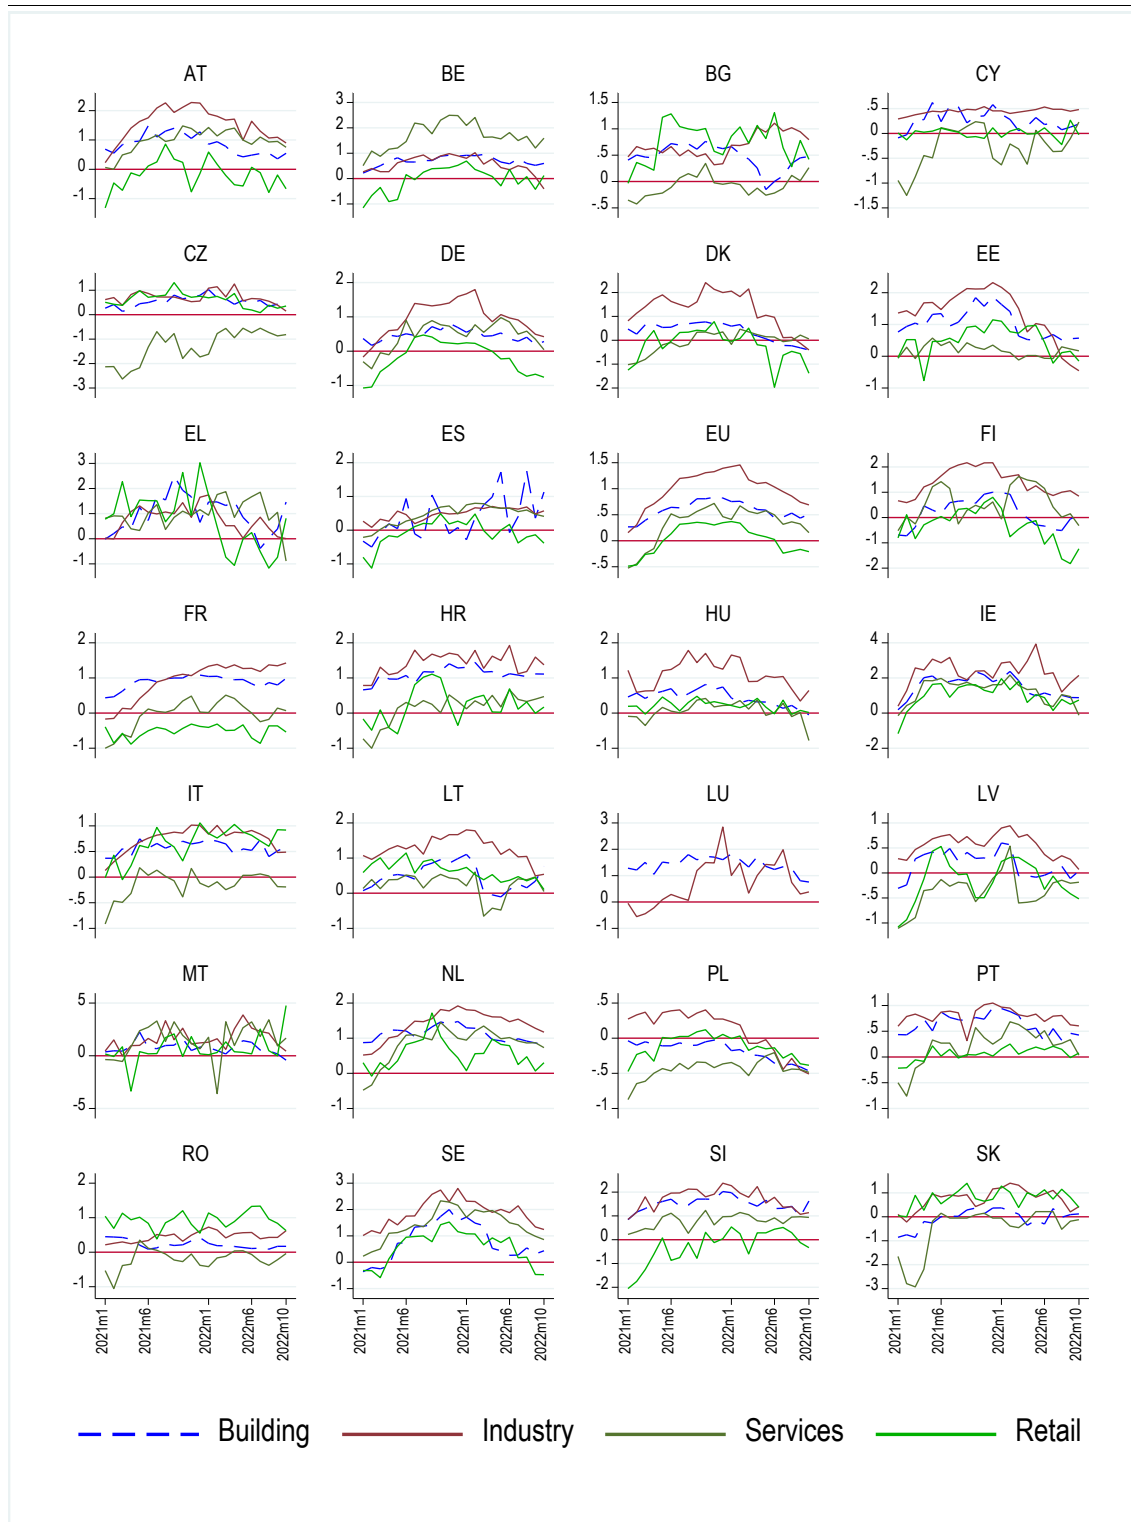 AT BE BG CY
2 1 0 -1
3 2 1 0 -1
1.5 1 .5 0 -.5
.5 0 -.5 -1 -1.5
CZ DE DK EE
1 0 -1 -2 -3
2 1 0 -1
2 1 0 -1 -2
2 1 0 -1
EL ES EU FI
3 2 1 0 -1
2 1 0 -1
1.5 1 .5 0 -.5
2 1 0 -1 -2
FR HR HU IE
2 1 0 -1
2 1 0 -1
2 1 0 -1
4 2 0 -2
IT LT LU LV
1 .5 0 -.5 -1
2 1 0 -1
3 2 1 0 -1
1 .5 0 -.5 -1
MT NL PL PT
5 0 -5
2 1 0 -1
.5 0 -.5 -1
1 .5 0 -.5 -1
RO SE SI SK
2 1 0 -1
3 2 1 0 -1
2 1 0 -1 -2
1 0 -1 -2 -3
2021m1 2021m6 2022m1 2022m6 2022m10
2021m1 2021m6 2022m1 2022m6 2022m10
2021m1 2021m6 2022m1 2022m6 2022m10
2021m1 2021m6 2022m1 2022m6 2022m10
Building Industry Services Retail